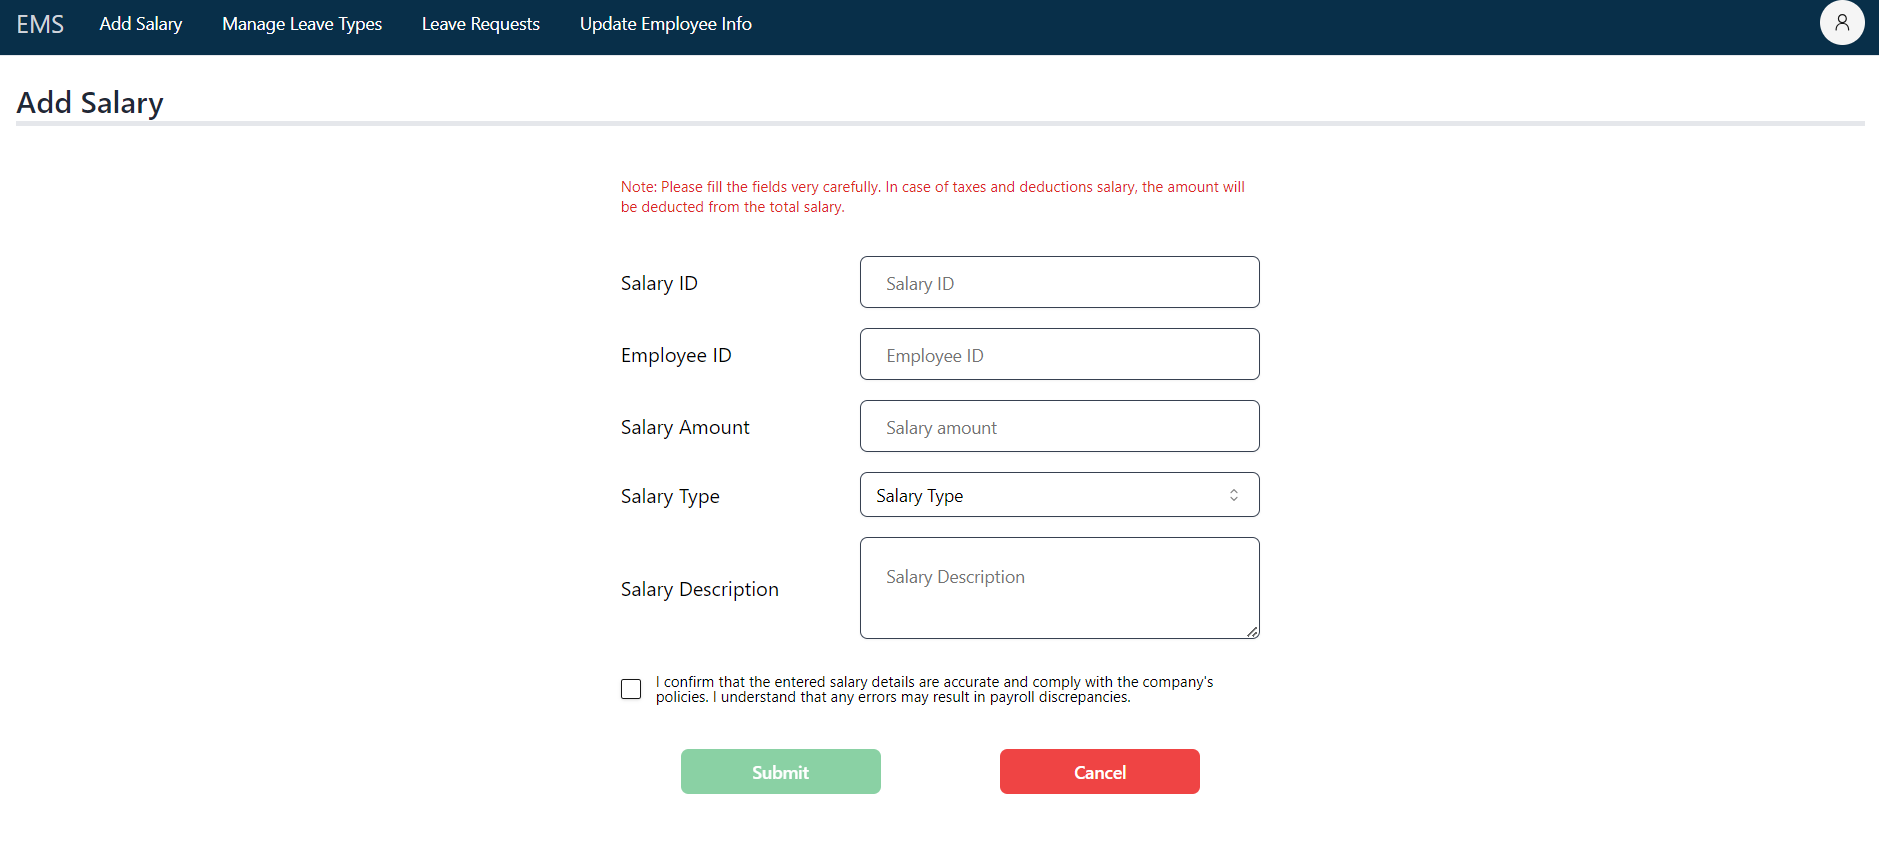 EMS Add Salary Manage Leave Types Leave Requests Update Employee Info
Add Salary
Note: Please fill the fields very carefully. In case of taxes and deductions salary, the amount will
be deducted from the total salary.
Salary ID Salary ID
Employee ID Employee ID
Salary Amount Salary amount
Salary Type Salary Type
Salary Description Salary Description
I confirm that the entered salary details are accurate and comply with the company's
policies. I understand that any errors may result in payroll discrepancies.
Submit Cancel